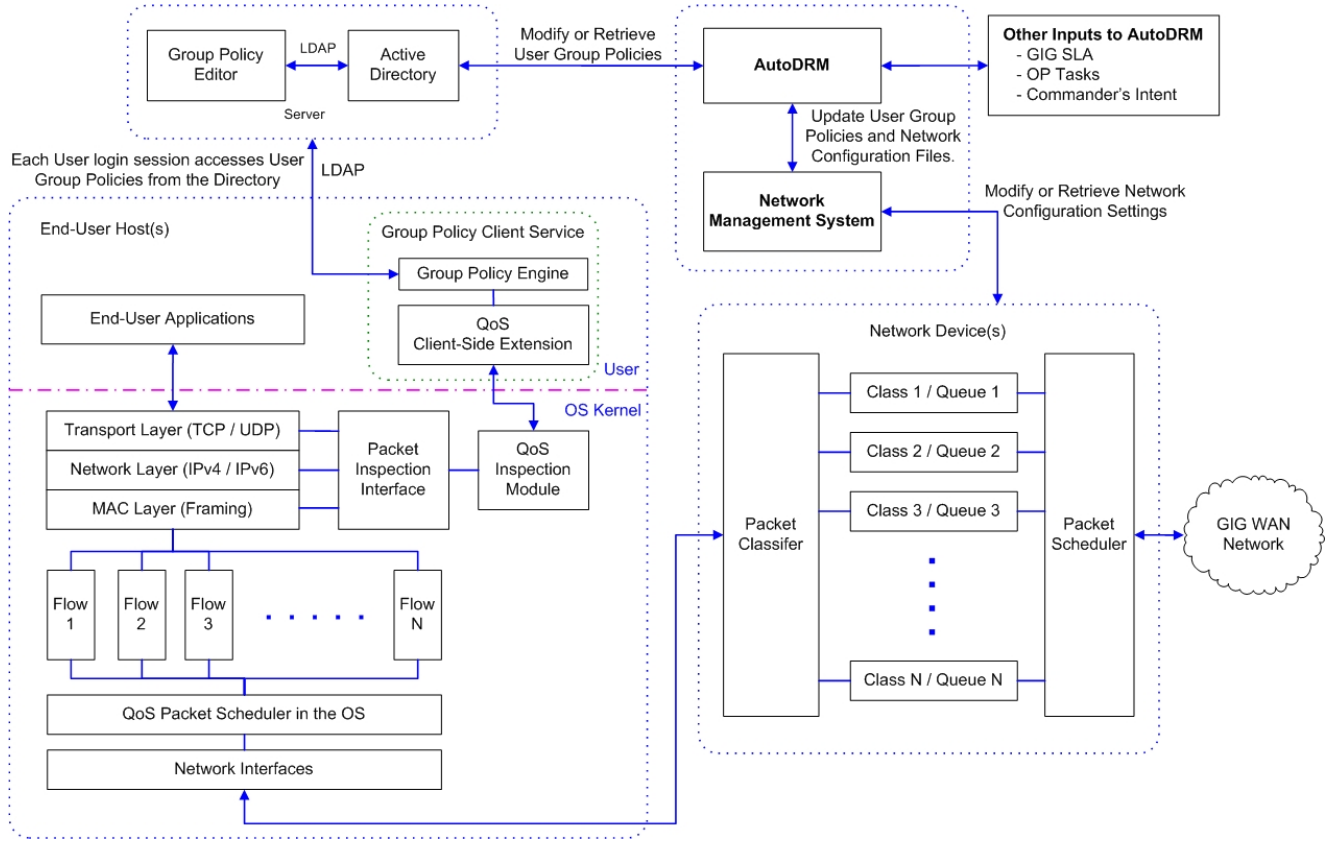 Group Policy
Editor
LDAP
Active
Directory
Server
Modify or Retrieve
User Group Policies
AutoDRM
Other Inputs to AutoDRM
- GIG SLA
- OP Tasks
- Commander's Intent
Update User Group
Policies and Network
Configuration Files.
Network
Management System
Each User login session accesses User
Group Policies from the Directory
LDAP
Modify or Retrieve Network
Configuration Settings
End-User Host(s)
Group Policy Client Service
Group Policy Engine
QoS
Client-Side Extension
End-User Applications
User
OS Kernel
Transport Layer (TCP / UDP)
Network Layer (IPv4 / IPv6)
MAC Layer (Framing)
Packet
Inspection
Interface
QoS
Inspection
Module
Flow
1
Flow
2
Flow
3
Flow
N
QoS Packet Scheduler in the OS
Network Interfaces
Network Device(s)
Packet
Classifer
Class 1 / Queue 1
Class 2 / Queue 2
Class 3 / Queue 3
Class N / Queue N
Packet
Scheduler
GIG WAN
Network